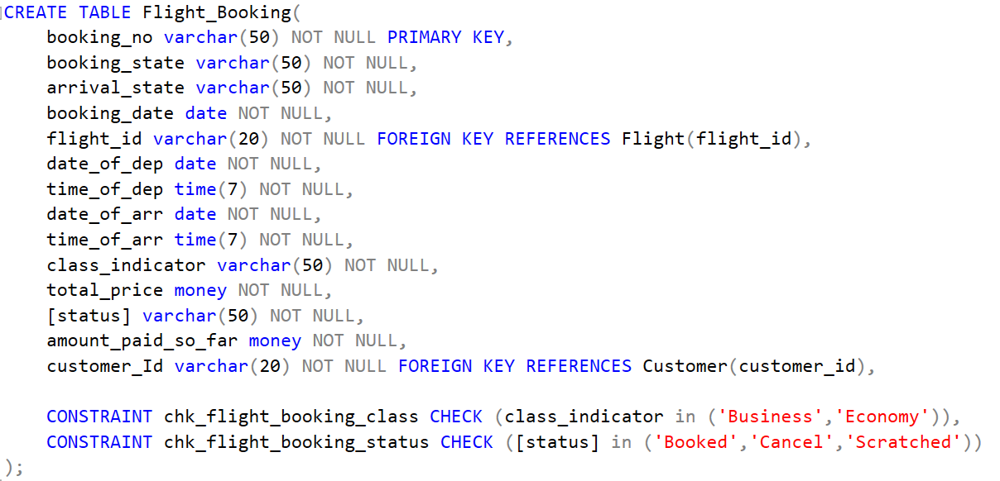 CREATE TABLE Flight_Booking(
    booking_no varchar(50) NOT NULL PRIMARY KEY,
    booking_state varchar(50) NOT NULL,
    arrival_state varchar(50) NOT NULL,
    booking_date date NOT NULL,
    flight_id varchar(20) NOT NULL FOREIGN KEY REFERENCES Flight(flight_id),
    date_of_dep date NOT NULL,
    time_of_dep time(7) NOT NULL,
    date_of_arr date NOT NULL,
    time_of_arr time(7) NOT NULL,
    class_indicator varchar(50) NOT NULL,
    total_price money NOT NULL,
    [status] varchar(50) NOT NULL,
    amount_paid_so_far money NOT NULL,
    customer_Id varchar(20) NOT NULL FOREIGN KEY REFERENCES Customer(customer_id),

    CONSTRAINT chk_flight_booking_class CHECK (class_indicator in ('Business','Economy')),
    CONSTRAINT chk_flight_booking_status CHECK ([status] in ('Booked','Cancel','Scratched'))
);